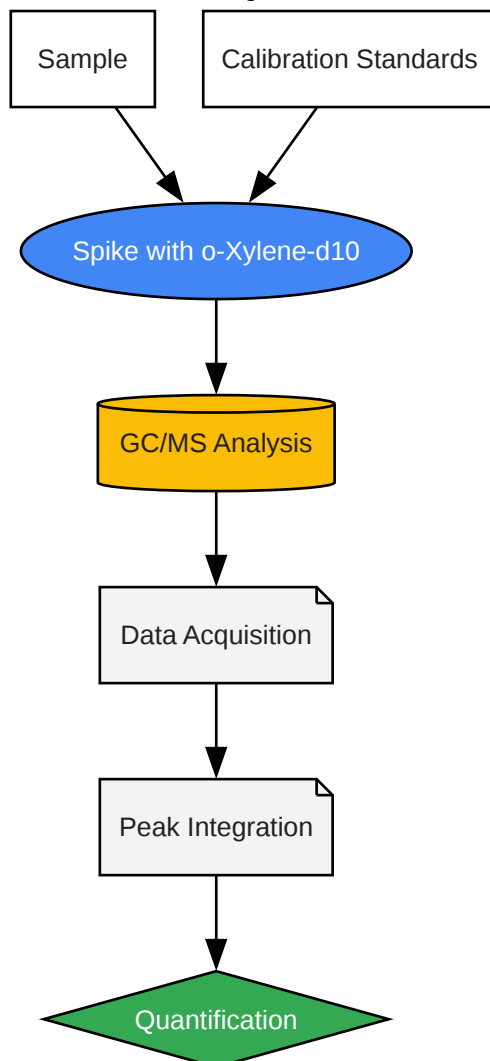 Sample
Calibration Standards
Spike with o-Xylene-d10
GC/MS Analysis
Data Acquisition
Peak Integration
Quantification